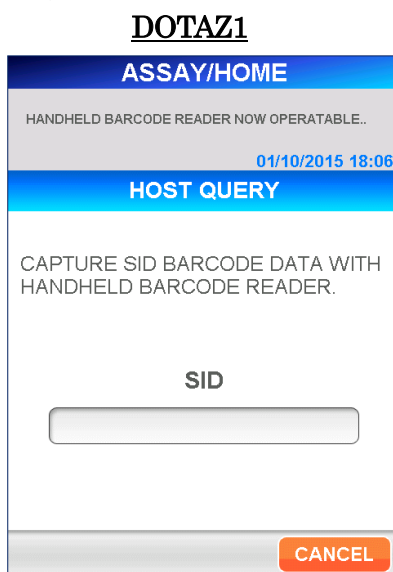 DOTAZ1
ASSAY/HOME
HANDHELD BARCODE READER NOW OPERATABLE..
01/10/2015 18:06
HOST QUERY
CAPTURE SID BARCODE DATA WITH
HANDHELD BARCODE READER.
SID
CANCEL